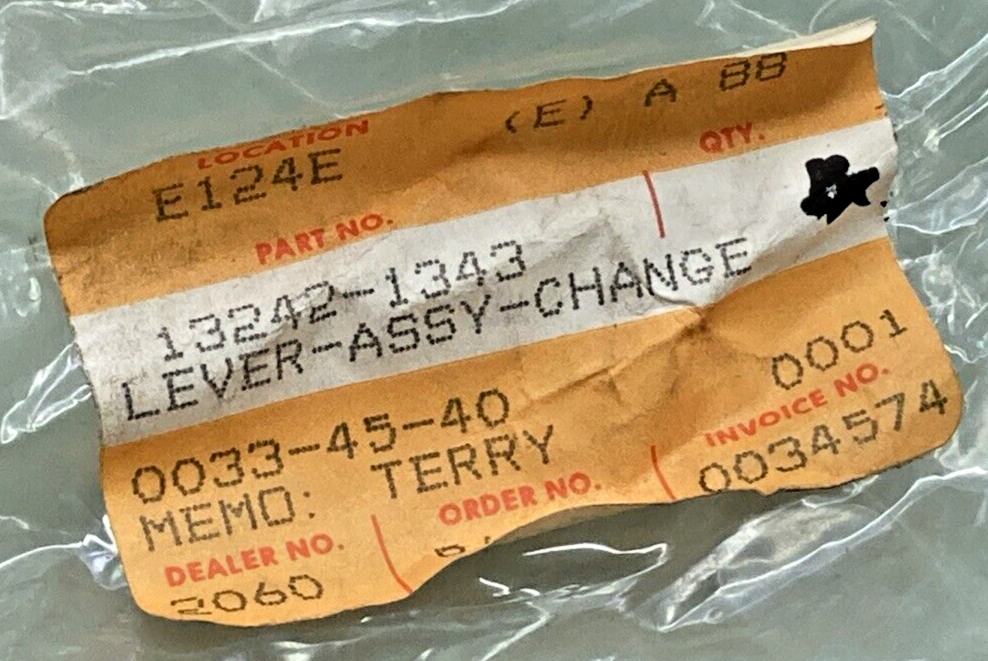 (E) A 88
LOCATION QTY.
E124E
PART NO.
13242-1343
LEVER-ASSY-CHANGE
0033-45-40 0001
MEMO: TERRY INVOICE NO.
DEALER NO. ORDER NO. 0034574
2060